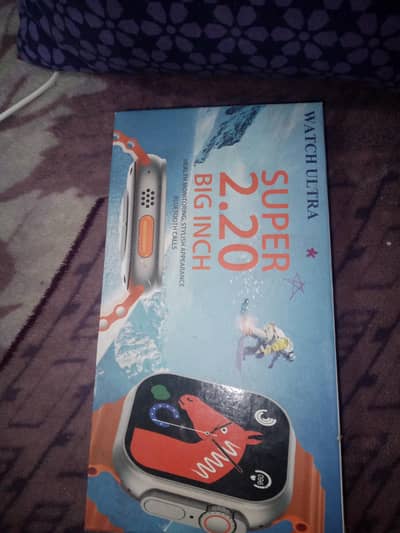 WATCH ULTRA
SUPER
2.20
BIG INCH
HEALTH MONITORING, STYLISH APPEARANCE
BLUETOOTH CALLS